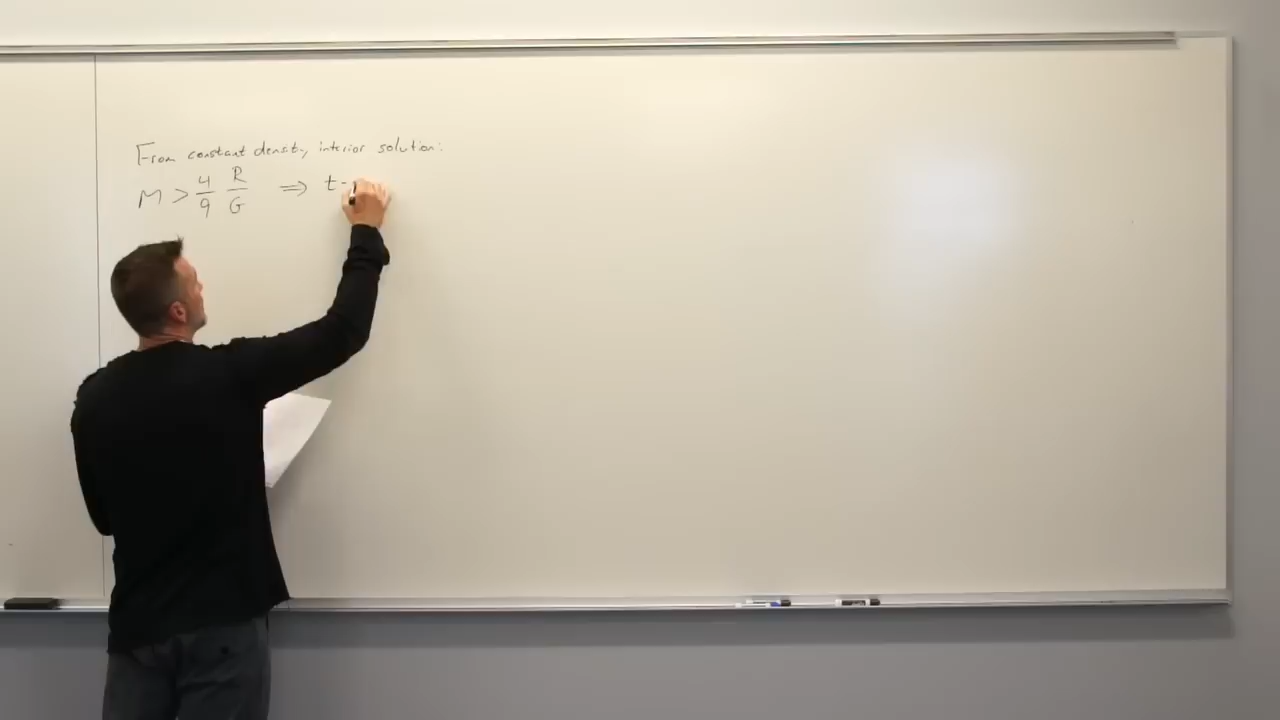 From constant density, interior solution:
M > 4/9 R/G ⇒ t-